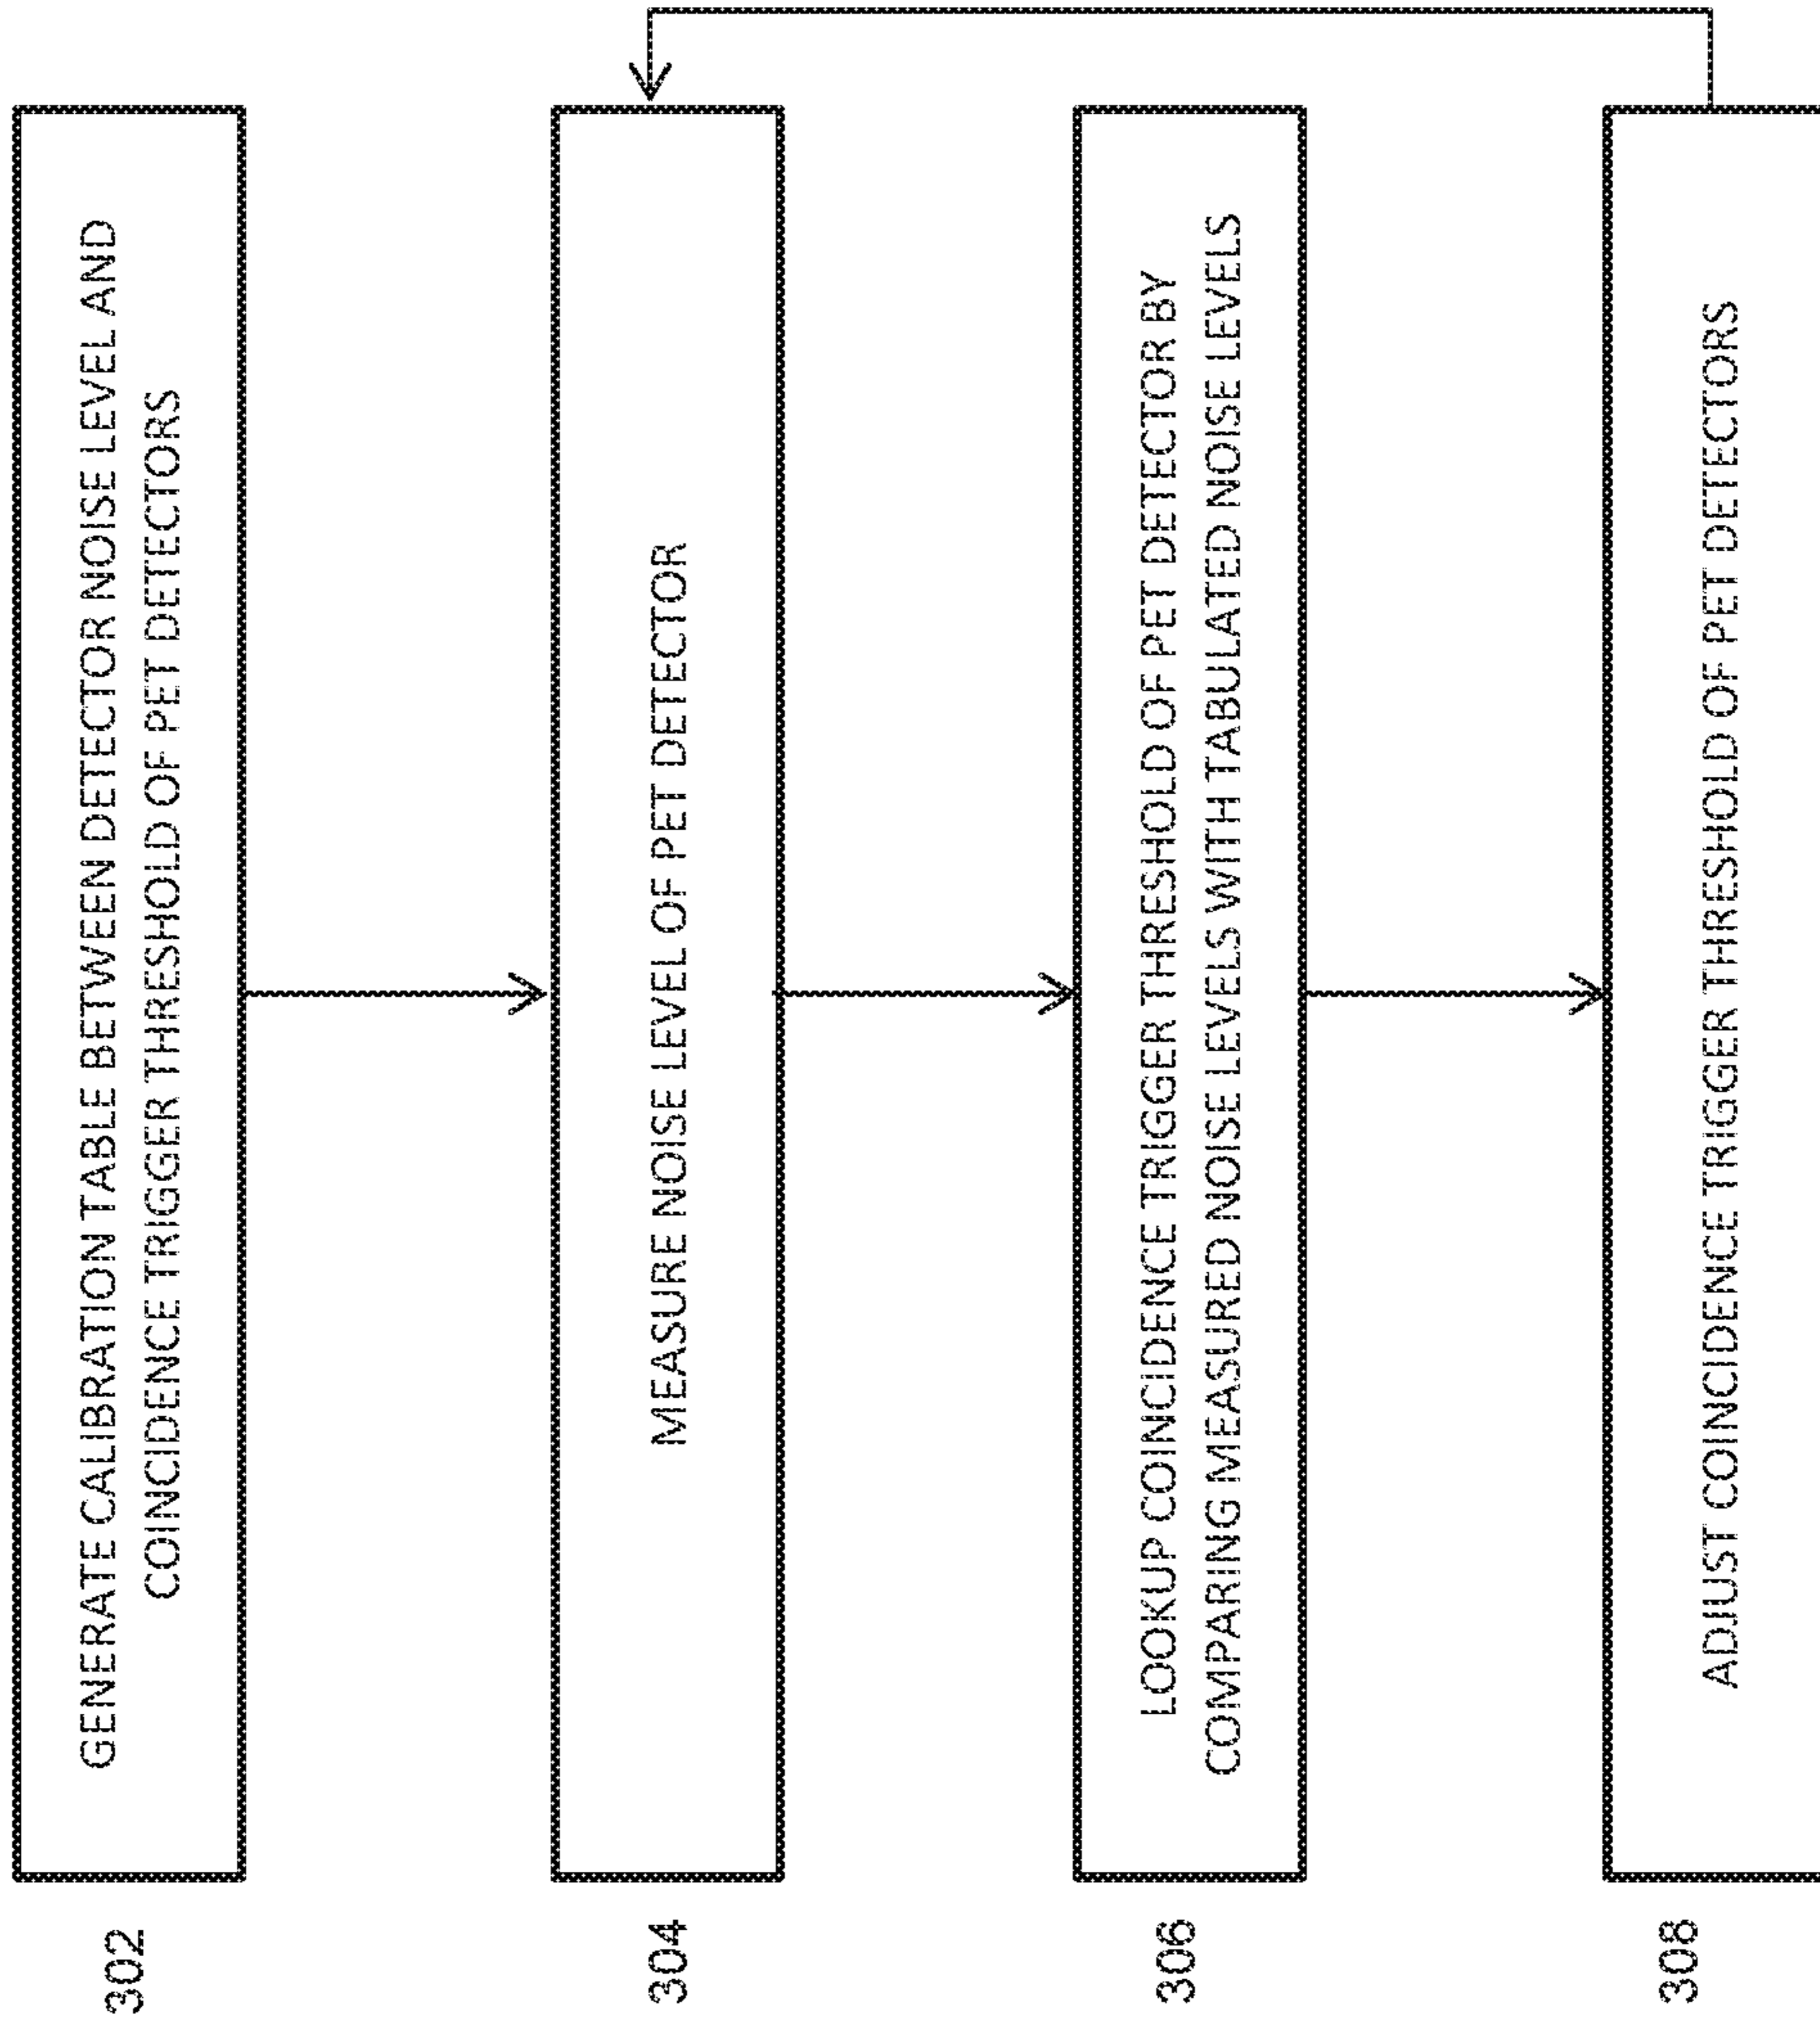 302
GENERATE CALIBRATION TABLE BETWEEN DETECTOR NOISE LEVEL AND
COINCIDENCE TRIGGER THRESHOLD OF PET DETECTORS
304
MEASURE NOISE LEVEL OF PET DETECTOR
306
LOOKUP COINCIDENCE TRIGGER THRESHOLD OF PET DETECTOR BY
COMPARING MEASURED NOISE LEVELS WITH TABULATED NOISE LEVELS
308
ADJUST COINCIDENCE TRIGGER THRESHOLD OF PET DETECTORS